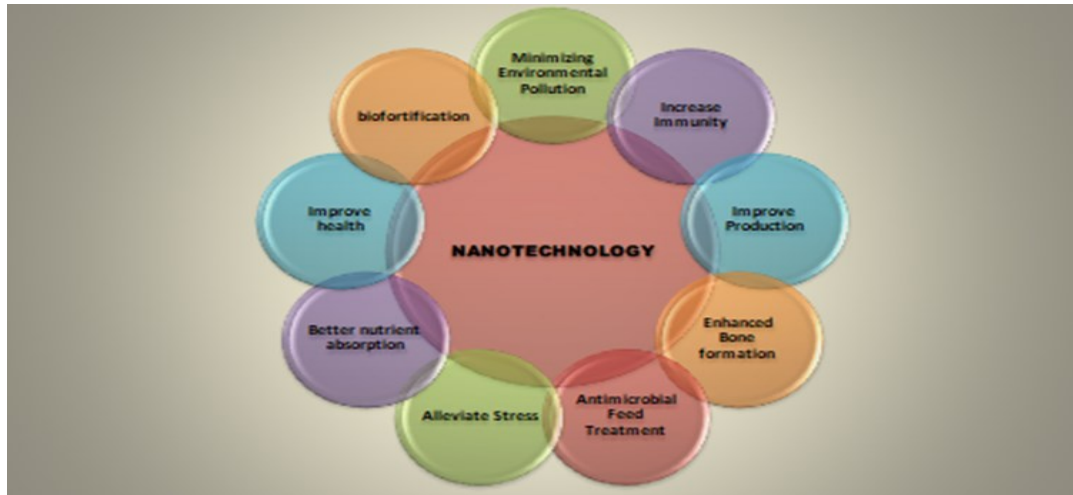 Minimizing
Environmental
Pollution
Increase
Immunity
Improve
Production
Enhanced
Bone
formation
Antimicrobial
Feed
Treatment
Alleviate Stress
Better nutrient
absorption
Improve
health
biofortification
NANOTECHNOLOGY